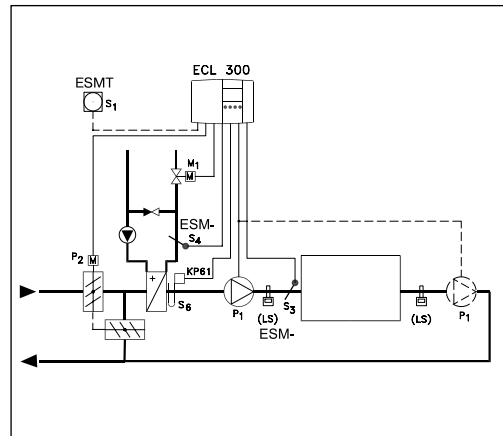 ECL 300
ESMT
S1
M1
M
ESM-
S4
P2
M
KP61
+
S6
P1
(LS)
S3
ESM-
(LS)
P1